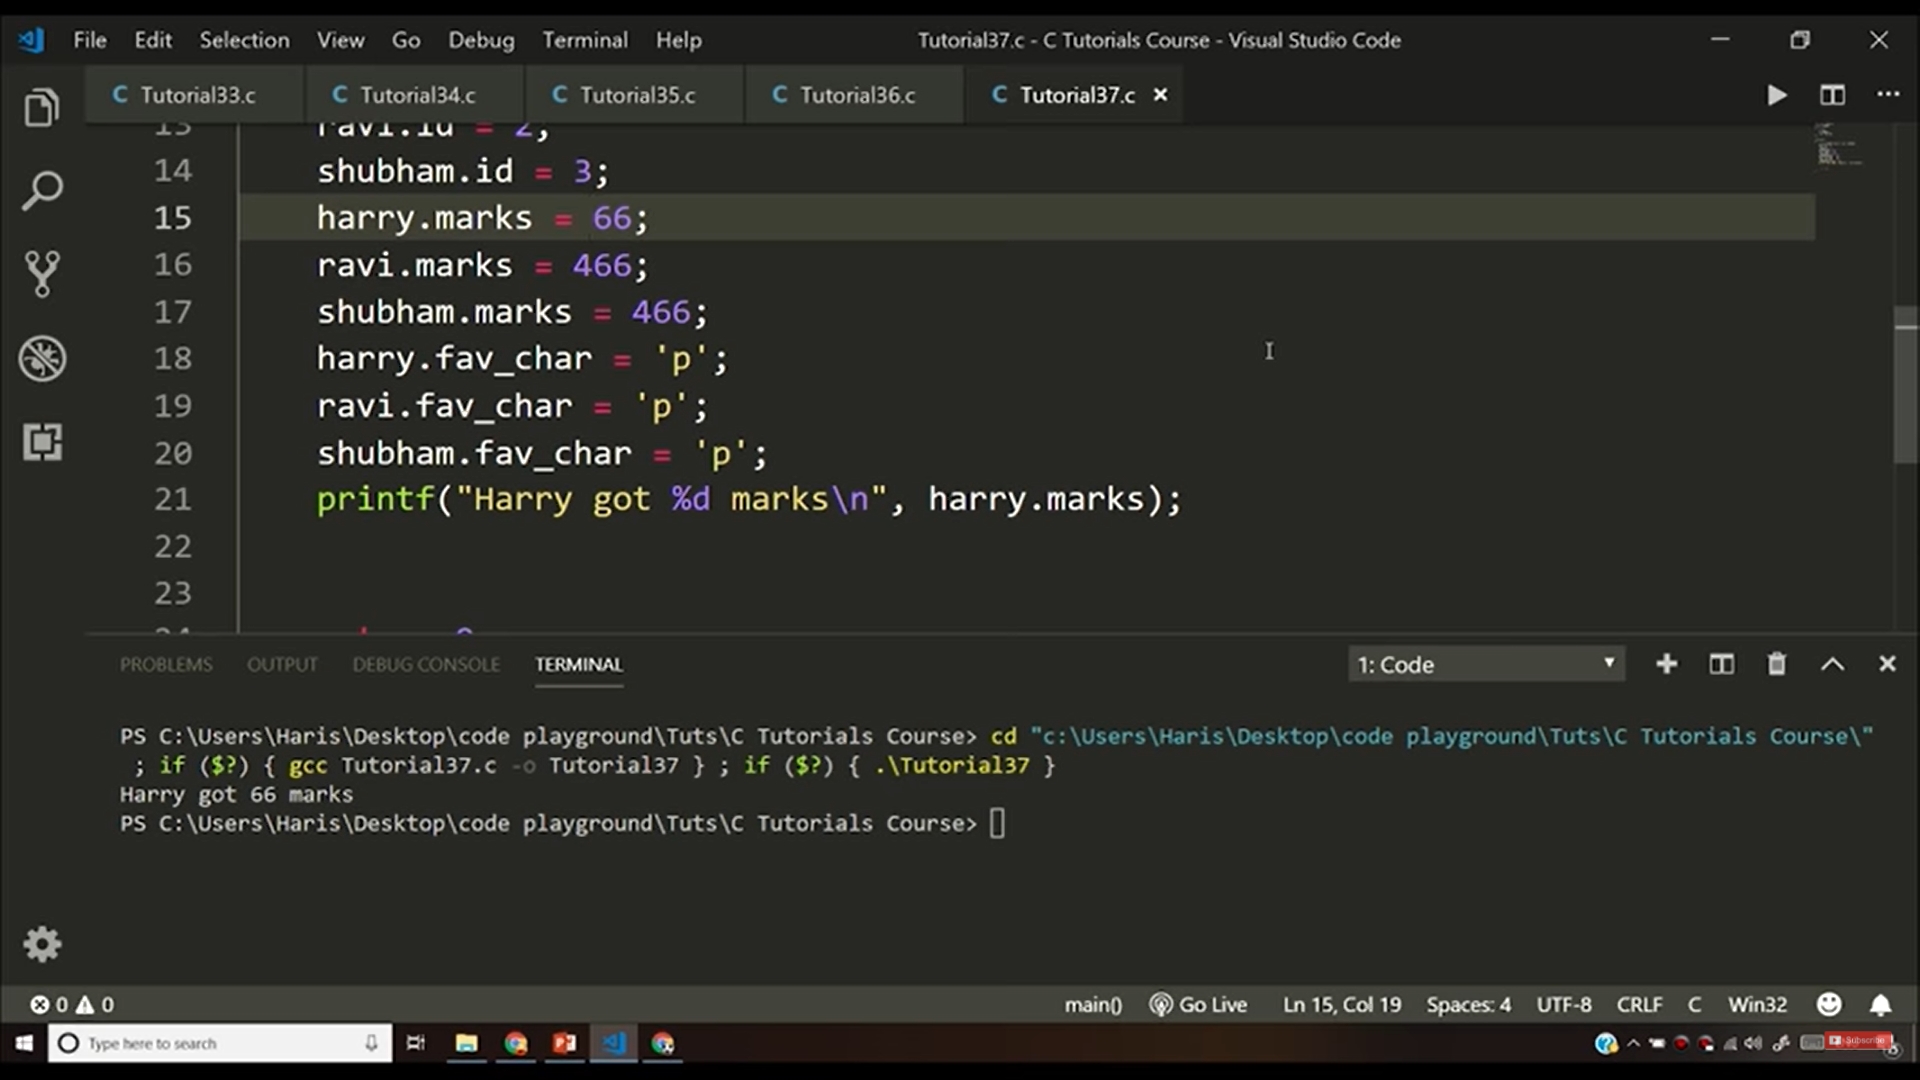 File Edit Selection View Go Debug Terminal Help Tutorial37.c - C Tutorials Course - Visual Studio Code
C Tutorial33.c C Tutorial34.c C Tutorial35.c C Tutorial36.c C Tutorial37.c
13 ravi.id = 2;
14 shubham.id = 3;
15 harry.marks = 66;
16 ravi.marks = 466;
17 shubham.marks = 466;
18 harry.fav_char = 'p';
19 ravi.fav_char = 'p';
20 shubham.fav_char = 'p';
21 printf("Harry got %d marks\n", harry.marks);
22
23
PROBLEMS OUTPUT DEBUG CONSOLE TERMINAL 1: Code
PS C:\Users\Haris\Desktop\code playground\Tuts\C Tutorials Course> cd "c:\Users\Haris\Desktop\code playground\Tuts\C Tutorials Course\"
; if ($?) { gcc Tutorial37.c -o Tutorial37 } ; if ($?) { .\Tutorial37 }
Harry got 66 marks
PS C:\Users\Haris\Desktop\code playground\Tuts\C Tutorials Course>
0 0 main() Go Live Ln 15, Col 19 Spaces: 4 UTF-8 CRLF C Win32
Type here to search Subscribe